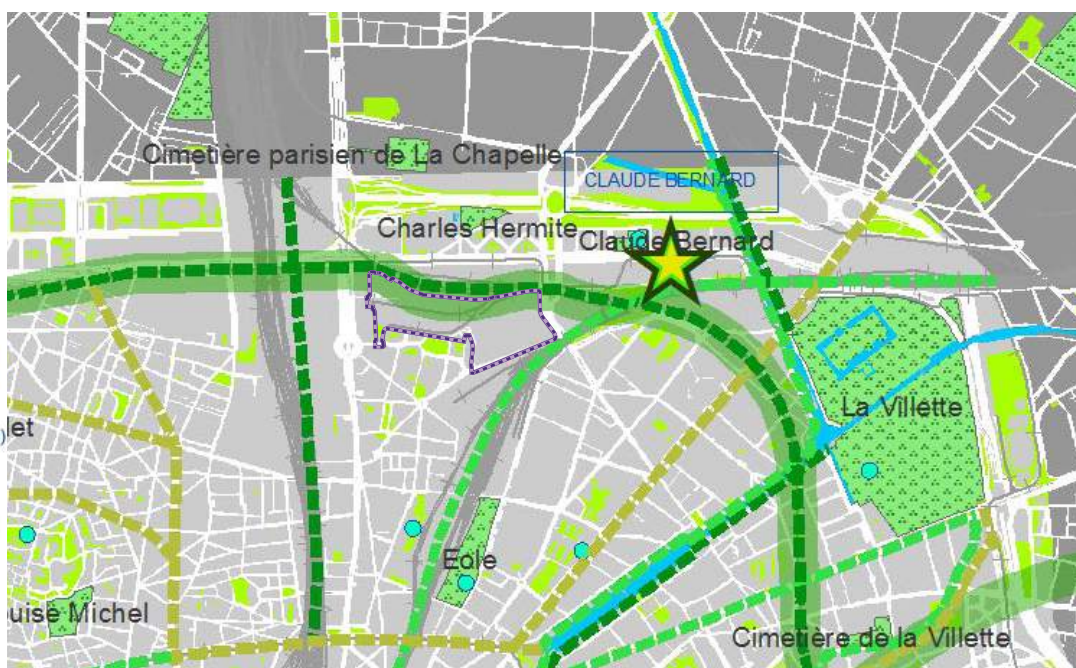 Cimetière parisien de La Chapelle
CLAUDE BERNARD
Charles Hermite
Claude Bernard
La Villette
let
Eole
ouise Michel
Cimetière de la Villette